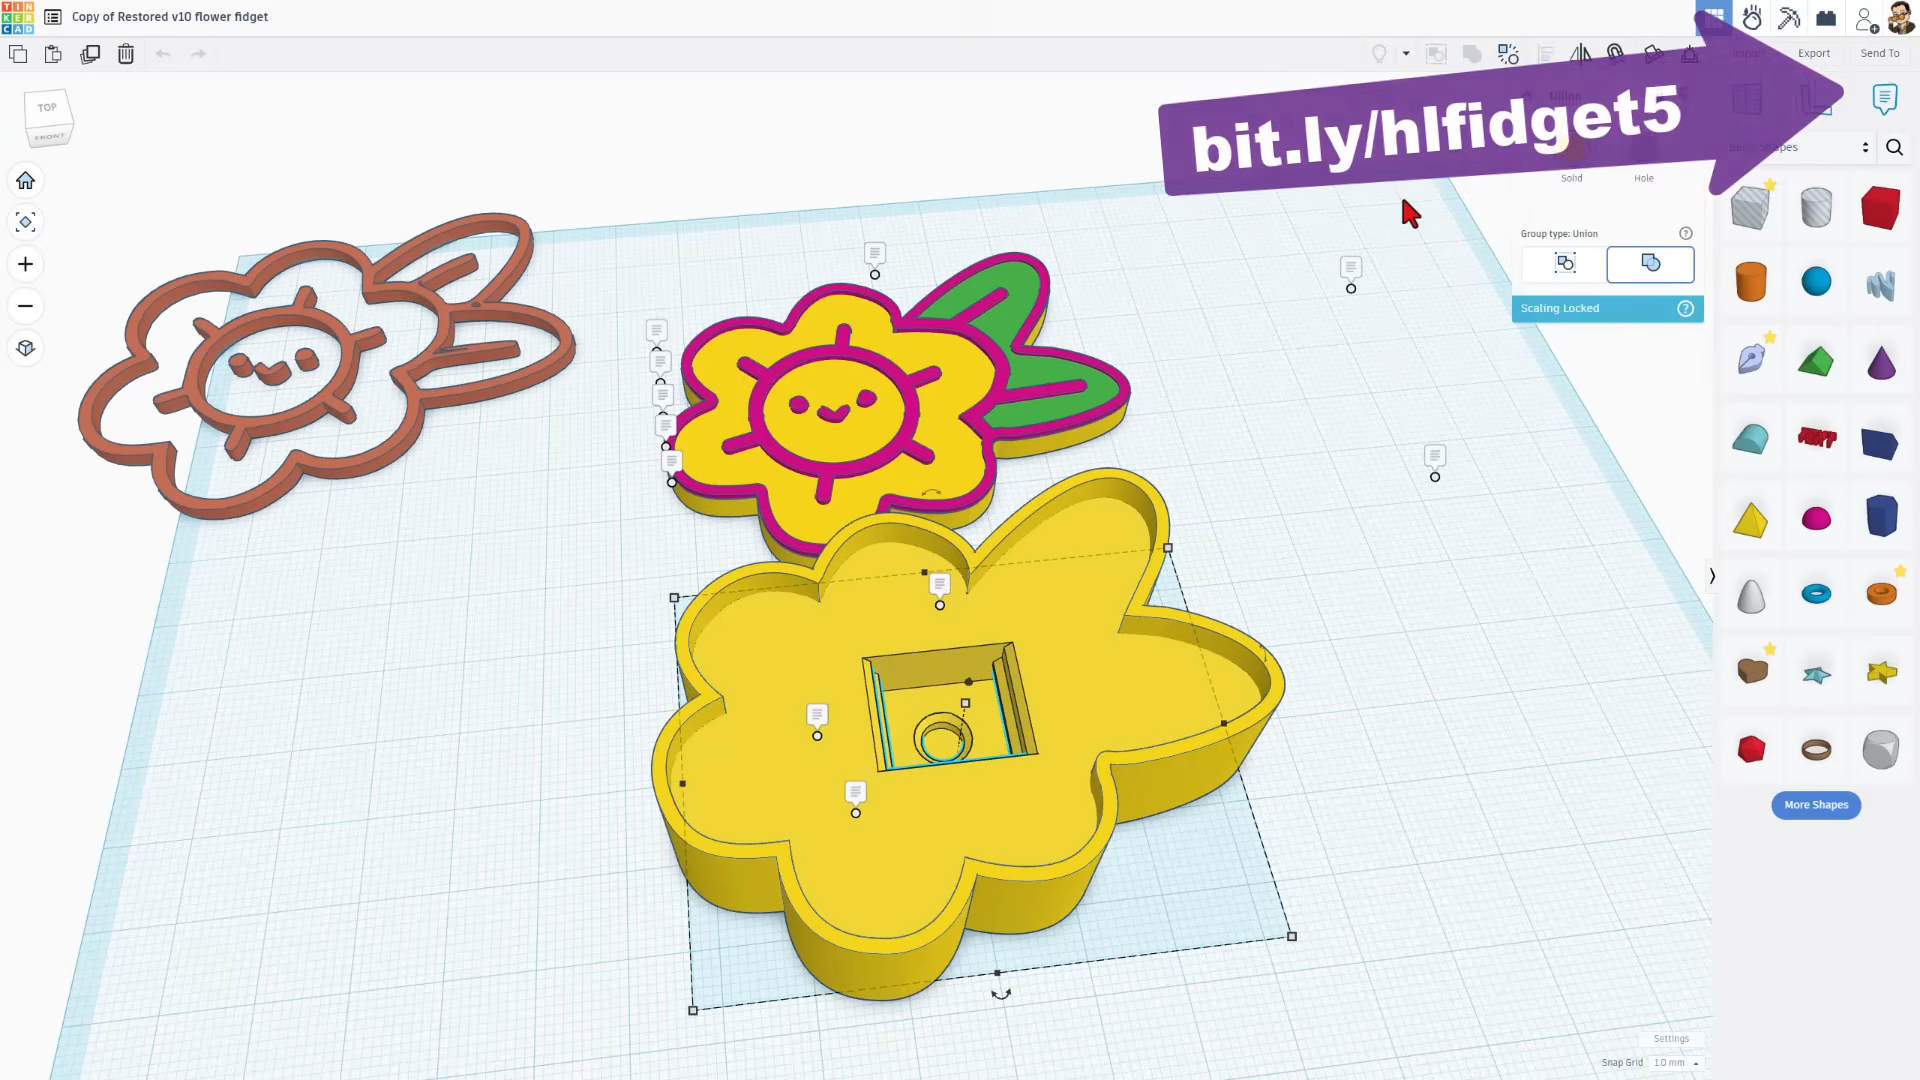 TIN
KER
CAD
Copy of Restored v10 flower fidget
Export
Send To
TOP
FRONT
bit.ly/hlfidget5
Solid
Hole
Group type: Union
Scaling Locked
TEXT
More Shapes
Settings
Snap Grid 1.0 mm